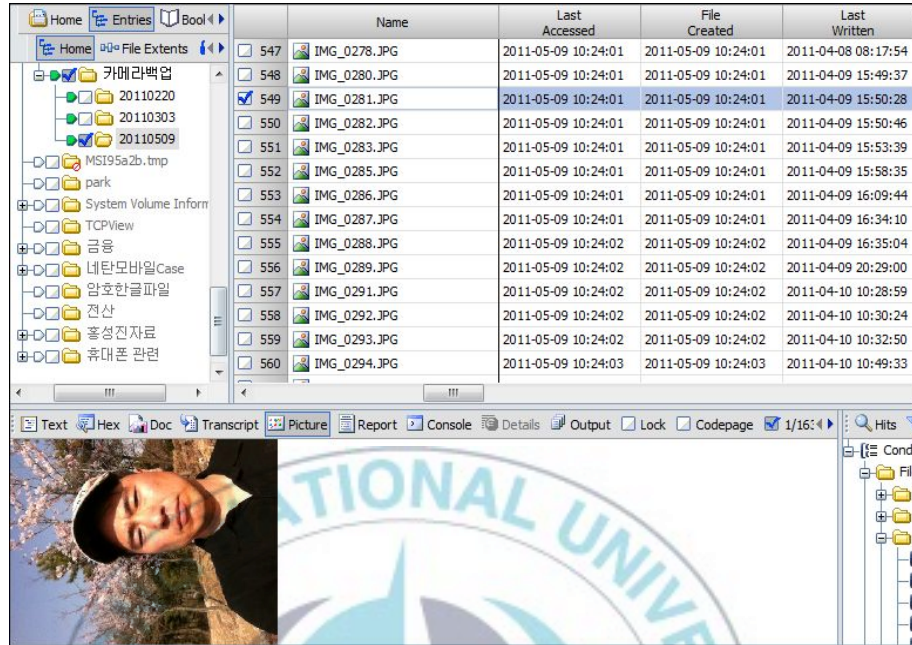 Home Entries Bool
Home File Extents
카메라백업
20110220
20110303
20110509
MSI95a2b.tmp
park
System Volume Inform
TCPView
금융
네탄모바일Case
암호한글파일
전산
홍성진자료
휴대폰 관련
Name Last Accessed File Created Last Written
547 IMG_0278.JPG 2011-05-09 10:24:01 2011-05-09 10:24:01 2011-04-08 08:17:54
548 IMG_0280.JPG 2011-05-09 10:24:01 2011-05-09 10:24:01 2011-04-09 15:49:37
549 IMG_0281.JPG 2011-05-09 10:24:01 2011-05-09 10:24:01 2011-04-09 15:50:28
550 IMG_0282.JPG 2011-05-09 10:24:01 2011-05-09 10:24:01 2011-04-09 15:50:46
551 IMG_0283.JPG 2011-05-09 10:24:01 2011-05-09 10:24:01 2011-04-09 15:53:39
552 IMG_0285.JPG 2011-05-09 10:24:01 2011-05-09 10:24:01 2011-04-09 15:58:35
553 IMG_0286.JPG 2011-05-09 10:24:01 2011-05-09 10:24:01 2011-04-09 16:09:44
554 IMG_0287.JPG 2011-05-09 10:24:01 2011-05-09 10:24:01 2011-04-09 16:34:10
555 IMG_0288.JPG 2011-05-09 10:24:02 2011-05-09 10:24:02 2011-04-09 16:35:04
556 IMG_0289.JPG 2011-05-09 10:24:02 2011-05-09 10:24:02 2011-04-09 20:29:00
557 IMG_0291.JPG 2011-05-09 10:24:02 2011-05-09 10:24:02 2011-04-10 10:28:59
558 IMG_0292.JPG 2011-05-09 10:24:02 2011-05-09 10:24:02 2011-04-10 10:30:24
559 IMG_0293.JPG 2011-05-09 10:24:02 2011-05-09 10:24:02 2011-04-10 10:32:50
560 IMG_0294.JPG 2011-05-09 10:24:03 2011-05-09 10:24:03 2011-04-10 10:49:33
Text Hex Doc Transcript Picture Report Console Details Output Lock Codepage 1/163 Hits
Cond
Fil
ATIONAL UNIVE